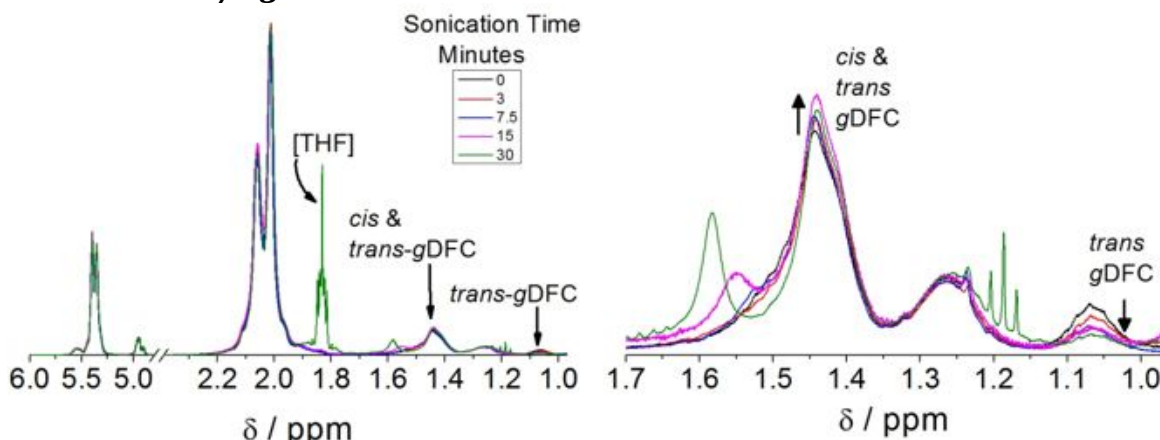 Sonication Time
Minutes
0
3
7.5
15
30
[THF]
cis &
trans-gDFC
trans-gDFC
6.0 5.5 5.0 2.2 2.0 1.8 1.6 1.4 1.2 1.0
δ / ppm
cis &
trans
gDFC
trans
gDFC
1.7 1.6 1.5 1.4 1.3 1.2 1.1 1.0
δ / ppm